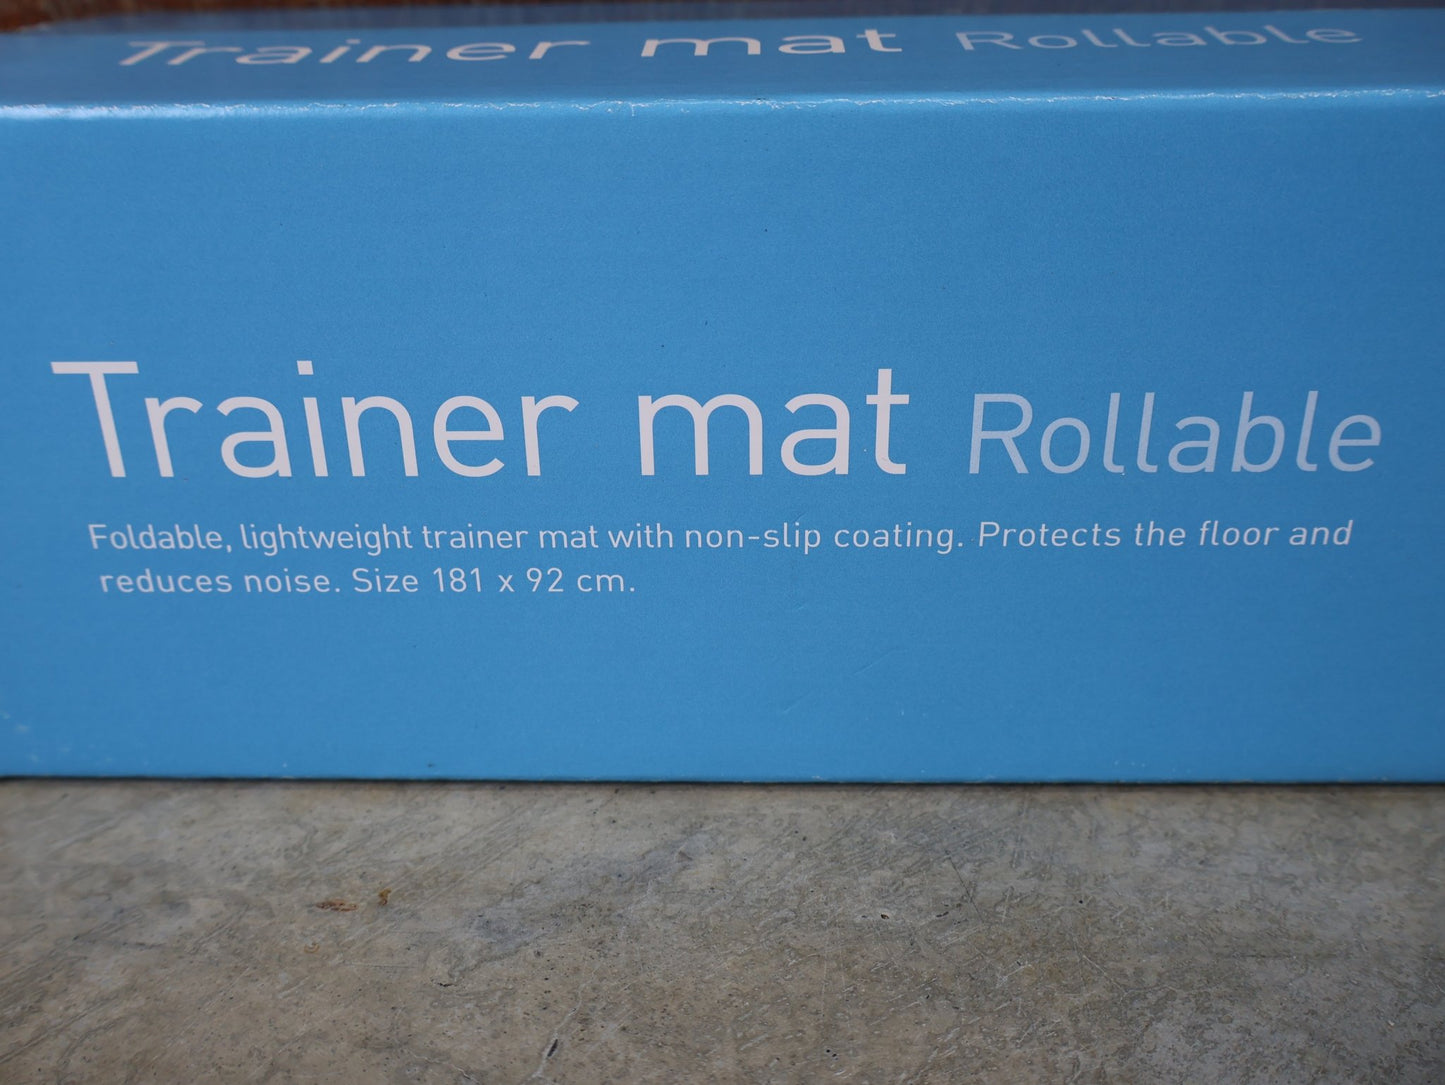 Trainer mat Rollable
Trainer mat Rollable
Foldable, lightweight trainer mat with non-slip coating. Protects the floor and
reduces noise. Size 181 x 92 cm.